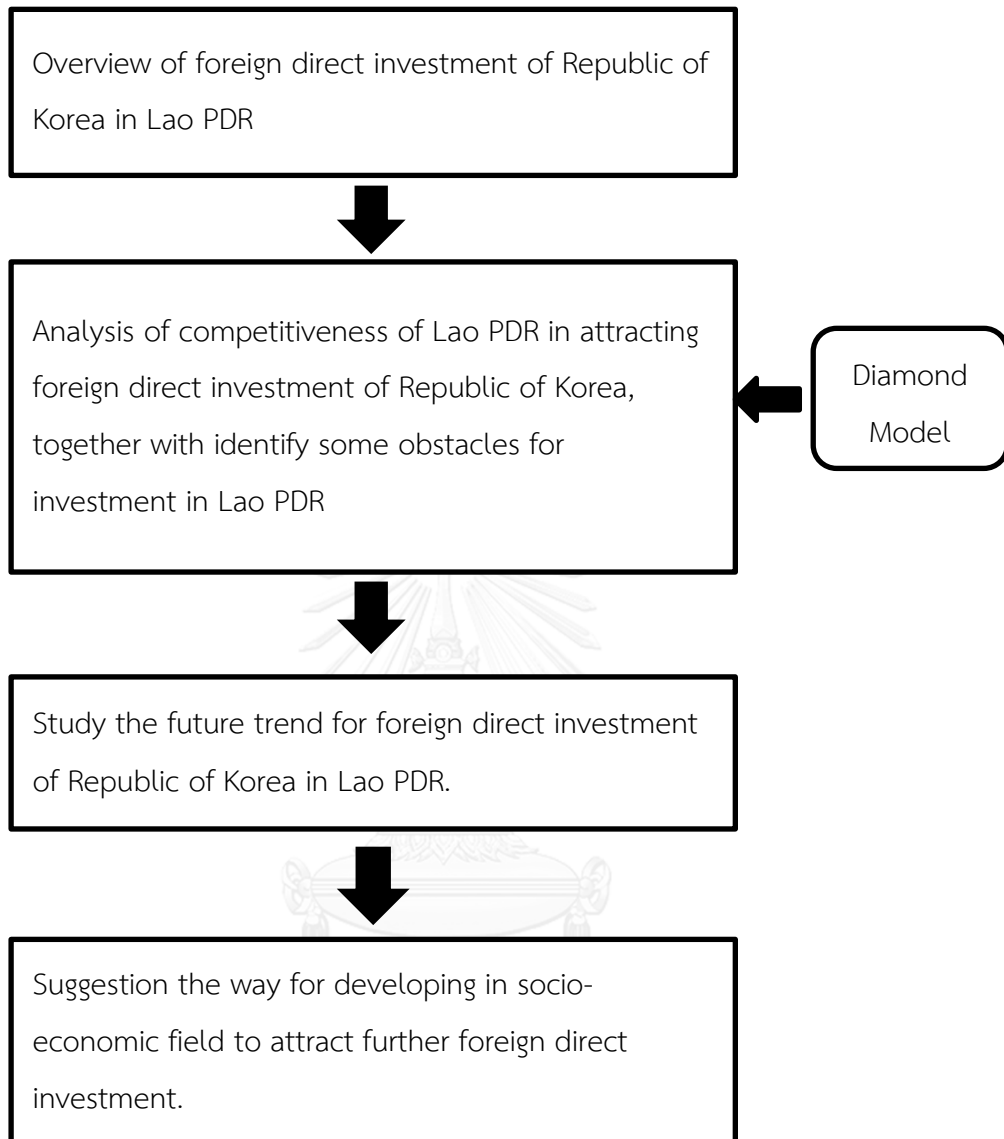 Overview of foreign direct investment of Republic of
Korea in Lao PDR
Analysis of competitiveness of Lao PDR in attracting
foreign direct investment of Republic of Korea,
together with identify some obstacles for
investment in Lao PDR
Diamond
Model
Study the future trend for foreign direct investment
of Republic of Korea in Lao PDR.
Suggestion the way for developing in socio-
economic field to attract further foreign direct
investment.